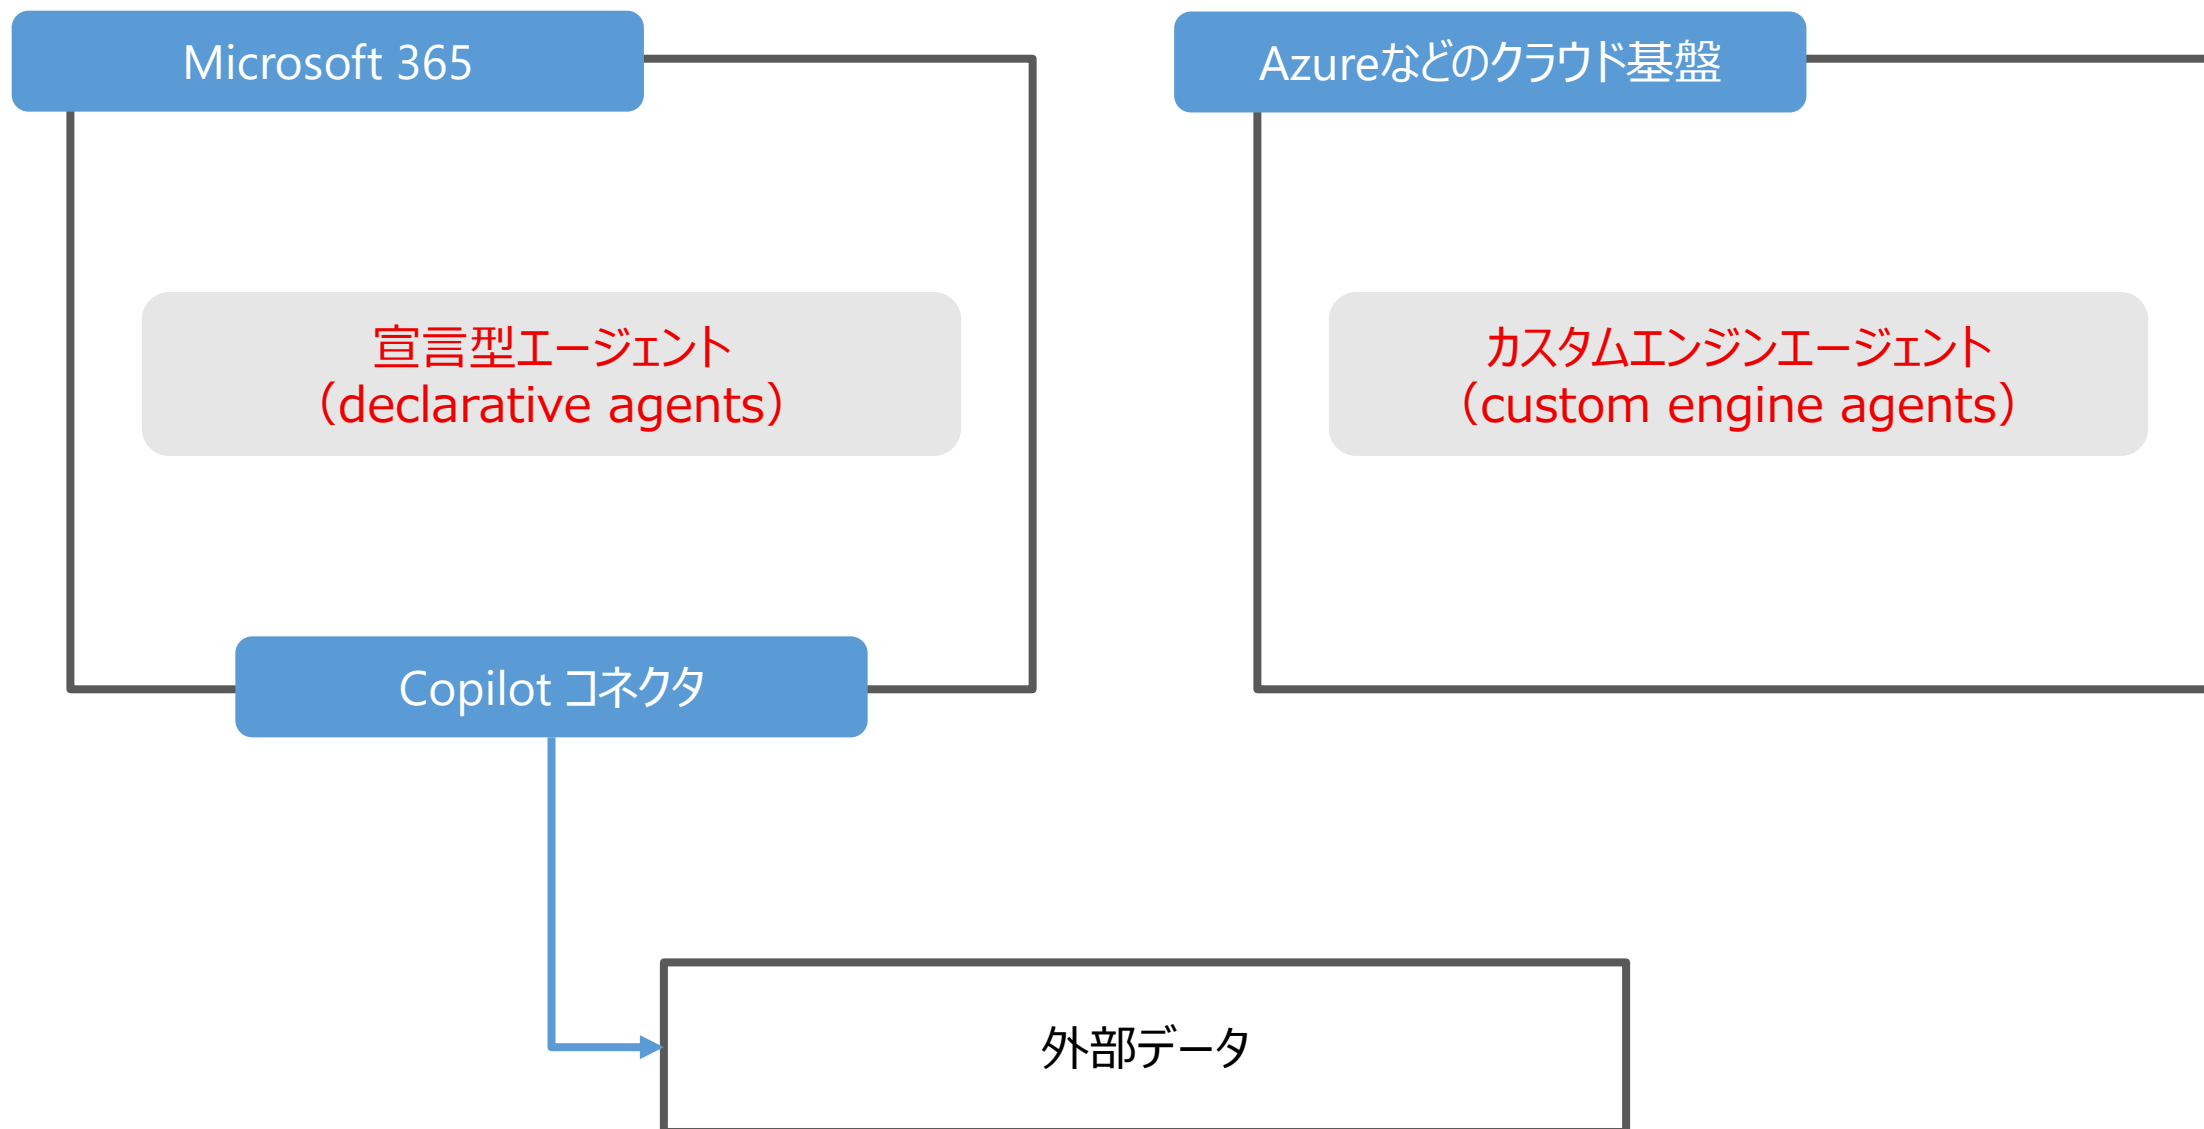 Microsoft 365
Azureなどのクラウド基盤
宣言型エージェント
（declarative agents）
カスタムエンジンエージェント
（custom engine agents）
Copilot コネクタ
外部データ